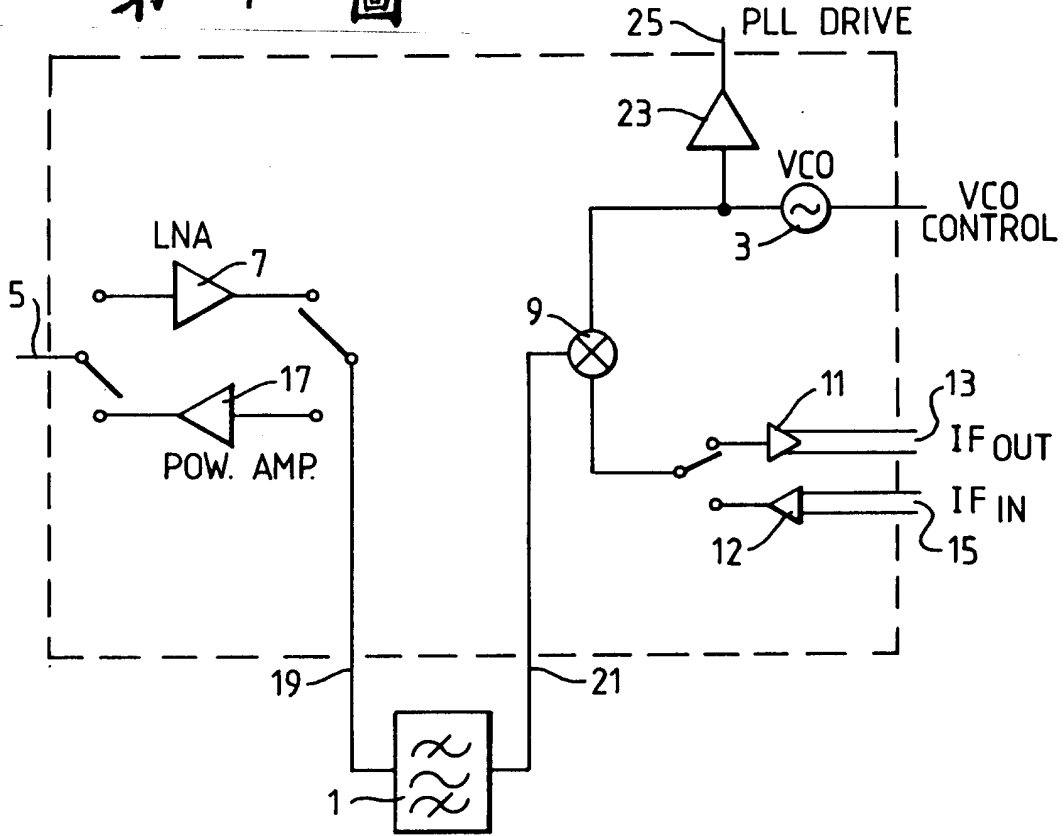 25 PLL DRIVE
23
VCO
VCO
CONTROL
3
LNA
7
5
9
17
POW. AMP.
11
13
IF OUT
IF IN
12
15
19
21
1